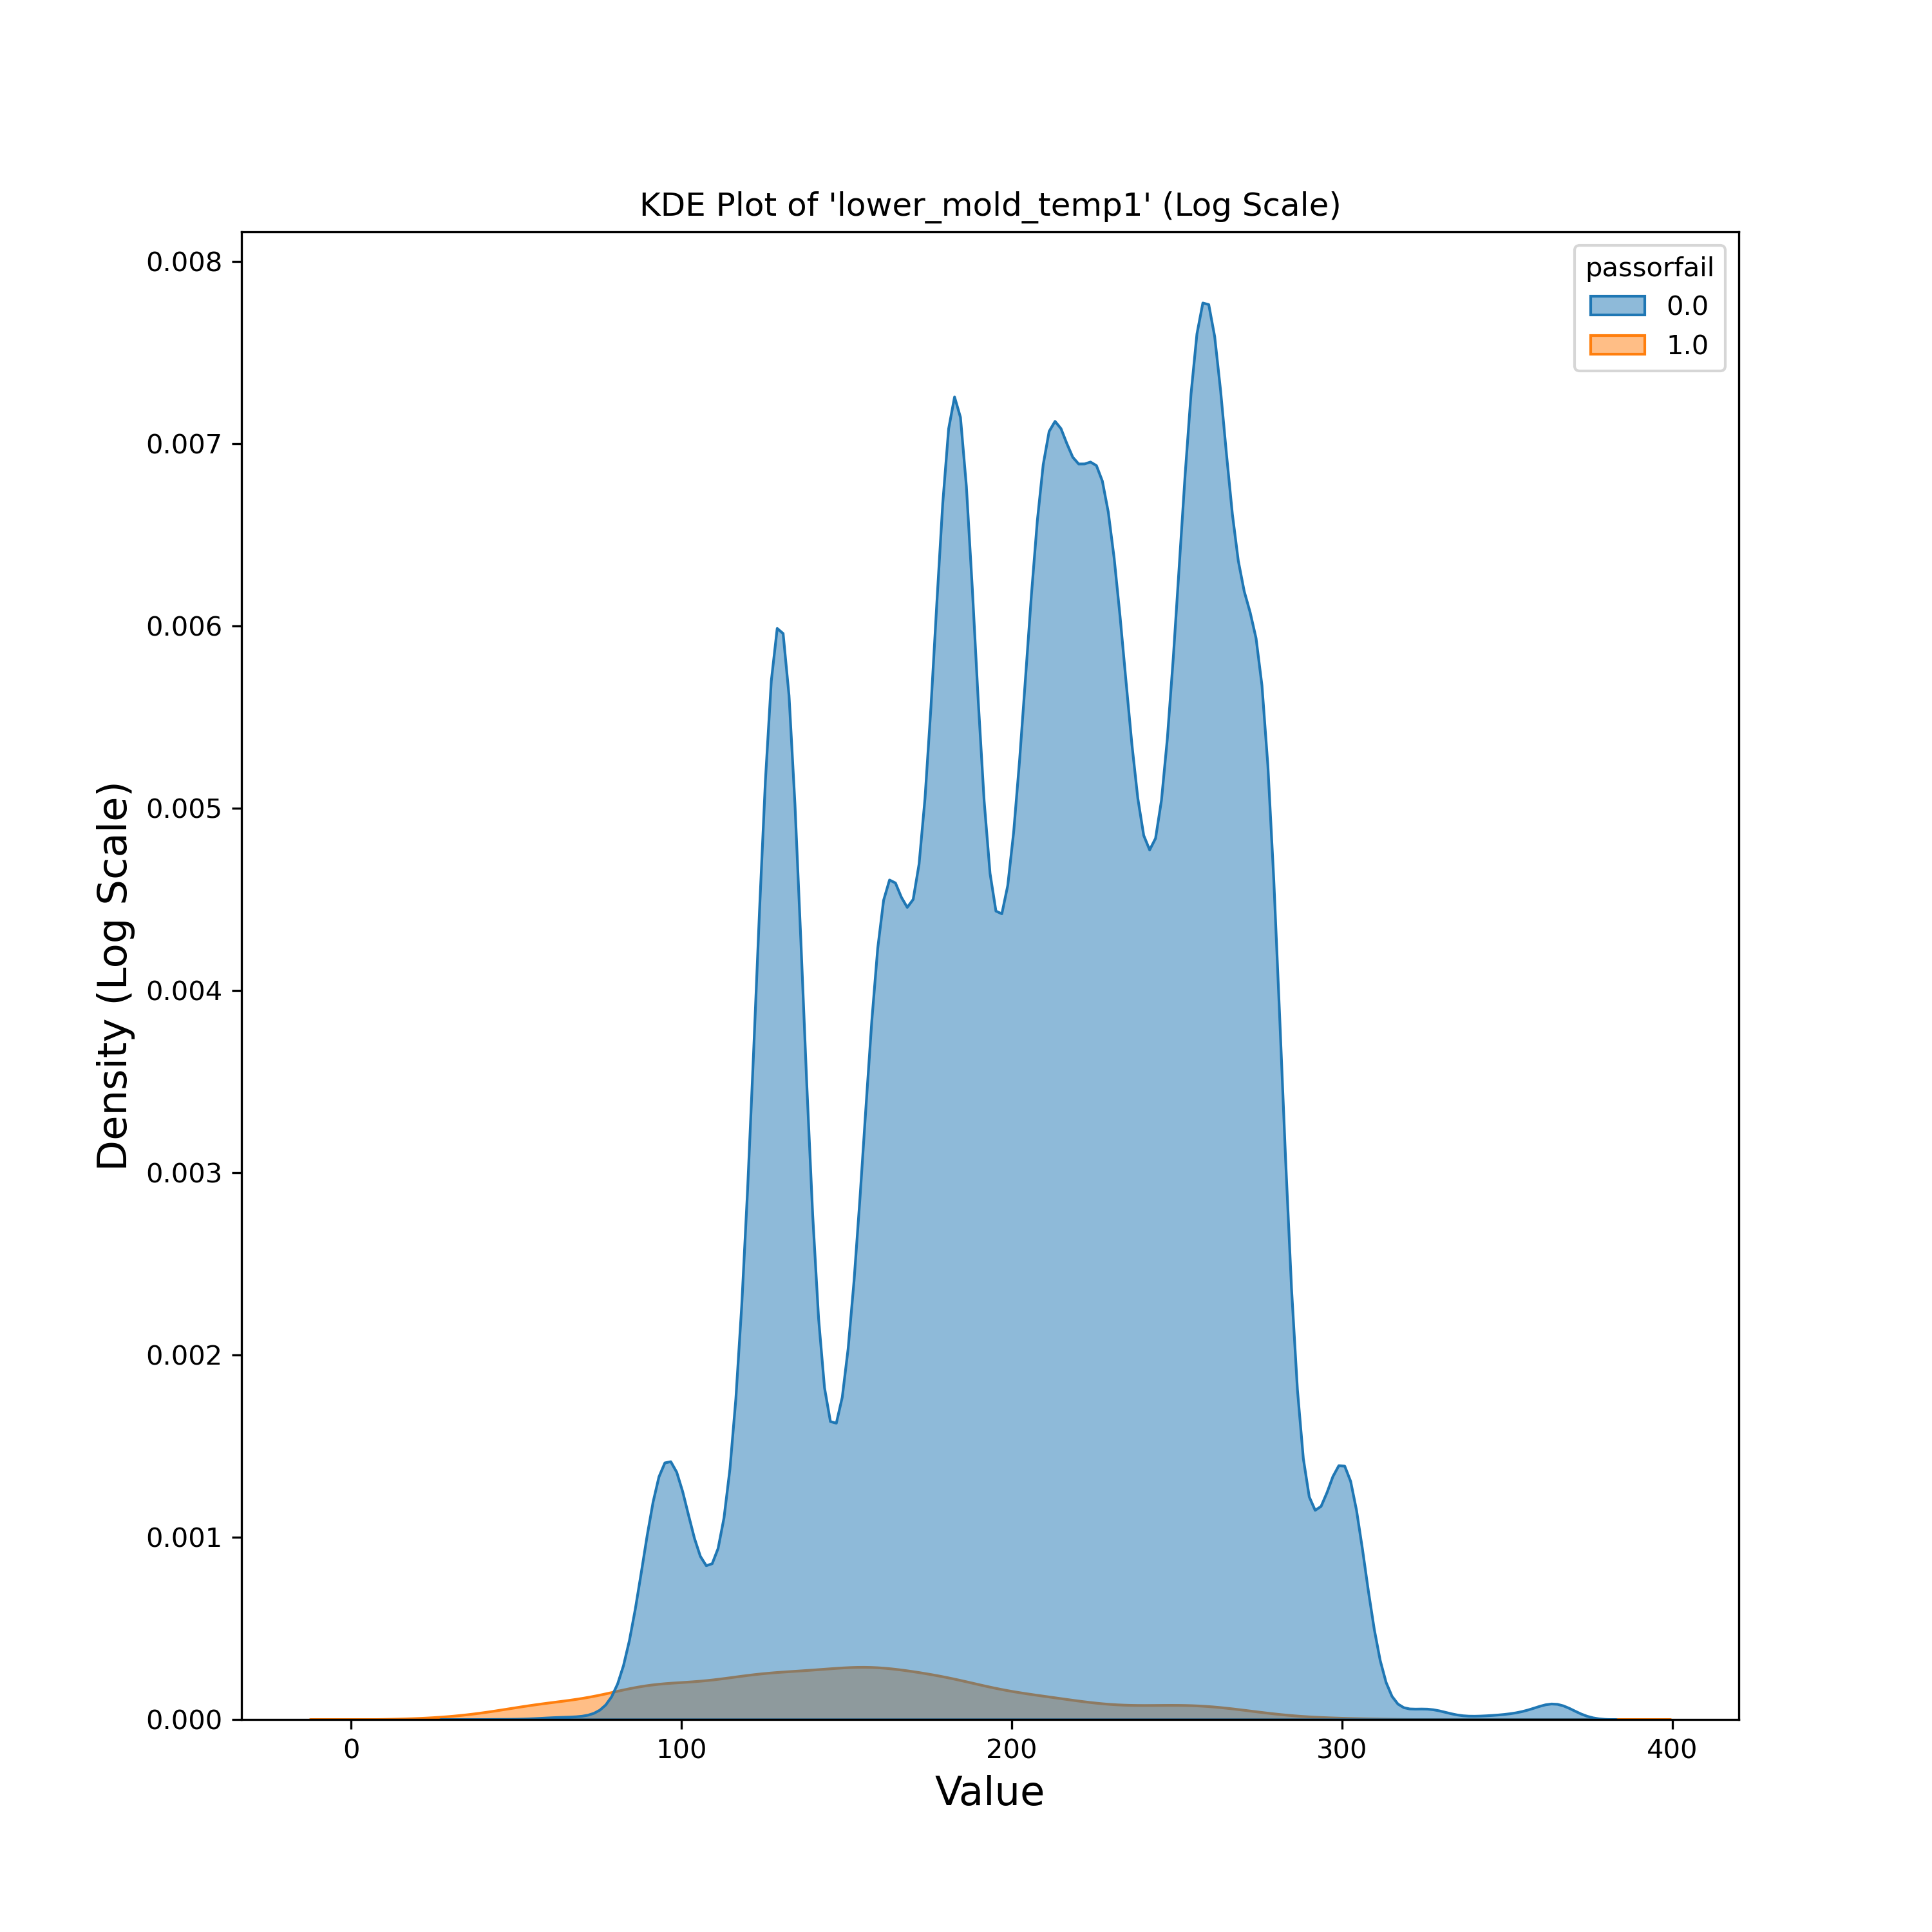 KDE Plot of 'lower_mold_temp1' (Log Scale)
passorfail
0.0
1.0
Density (Log Scale)
0.008
0.007
0.006
0.005
0.004
0.003
0.002
0.001
0.000
0 100 200 300 400
Value